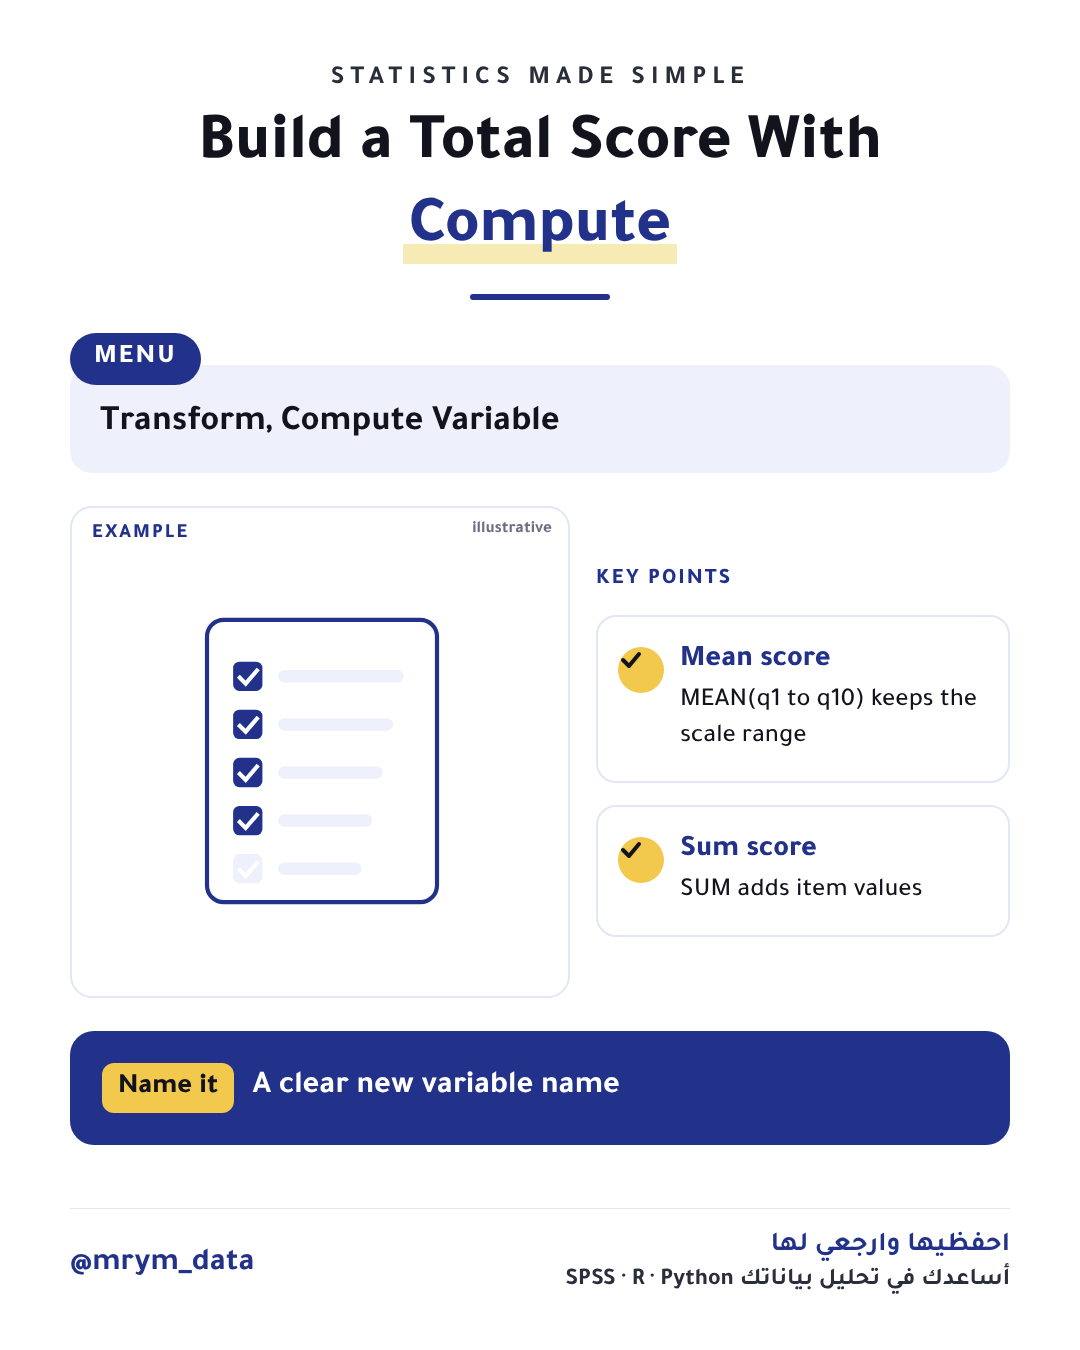 STATISTICS MADE SIMPLE
Build a Total Score With
Compute
MENU
Transform, Compute Variable
EXAMPLE
illustrative
KEY POINTS
Mean score
MEAN(q1 to q10) keeps the
scale range
Sum score
SUM adds item values
Name it
A clear new variable name
@mrym_data
احفظيها وارجعي لها
أساعدك في تحليل بياناتك SPSS · R · Python